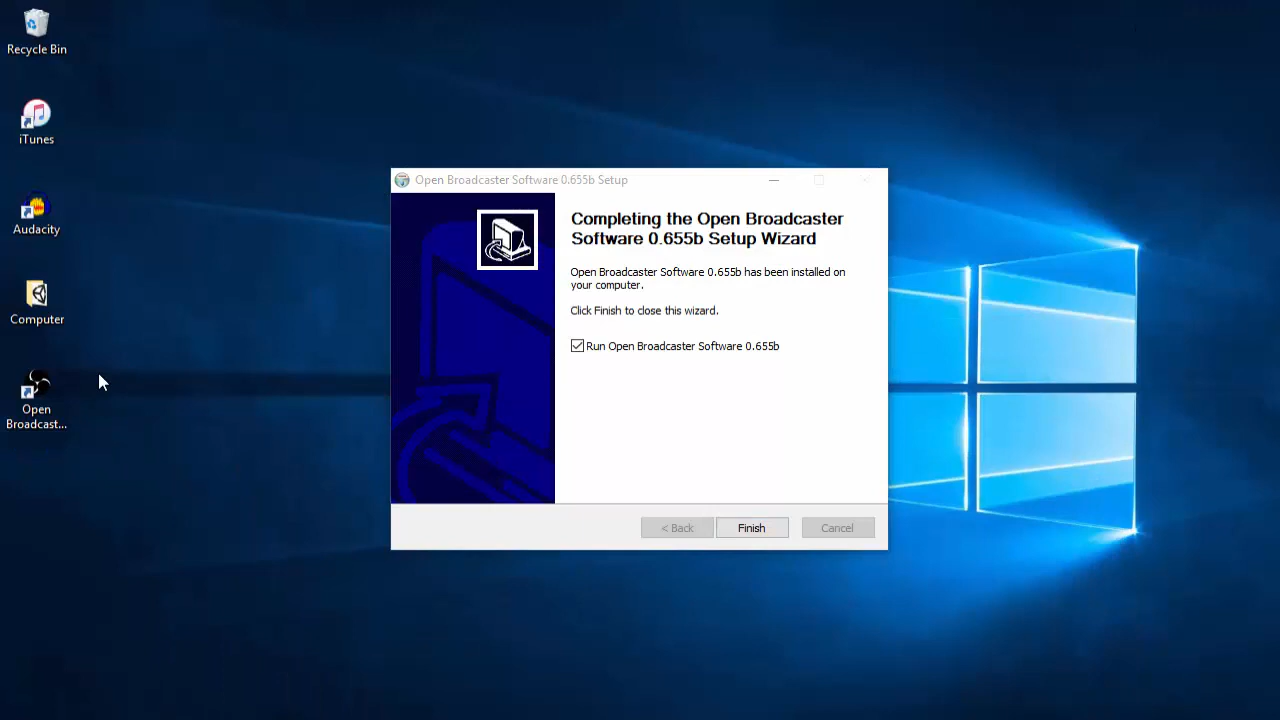 Recycle Bin
iTunes
Audacity
Computer
Open
Broadcast...
Open Broadcaster Software 0.655b Setup
Completing the Open Broadcaster
Software 0.655b Setup Wizard
Open Broadcaster Software 0.655b has been installed on
your computer.
Click Finish to close this wizard.
Run Open Broadcaster Software 0.655b
< Back
Finish
Cancel